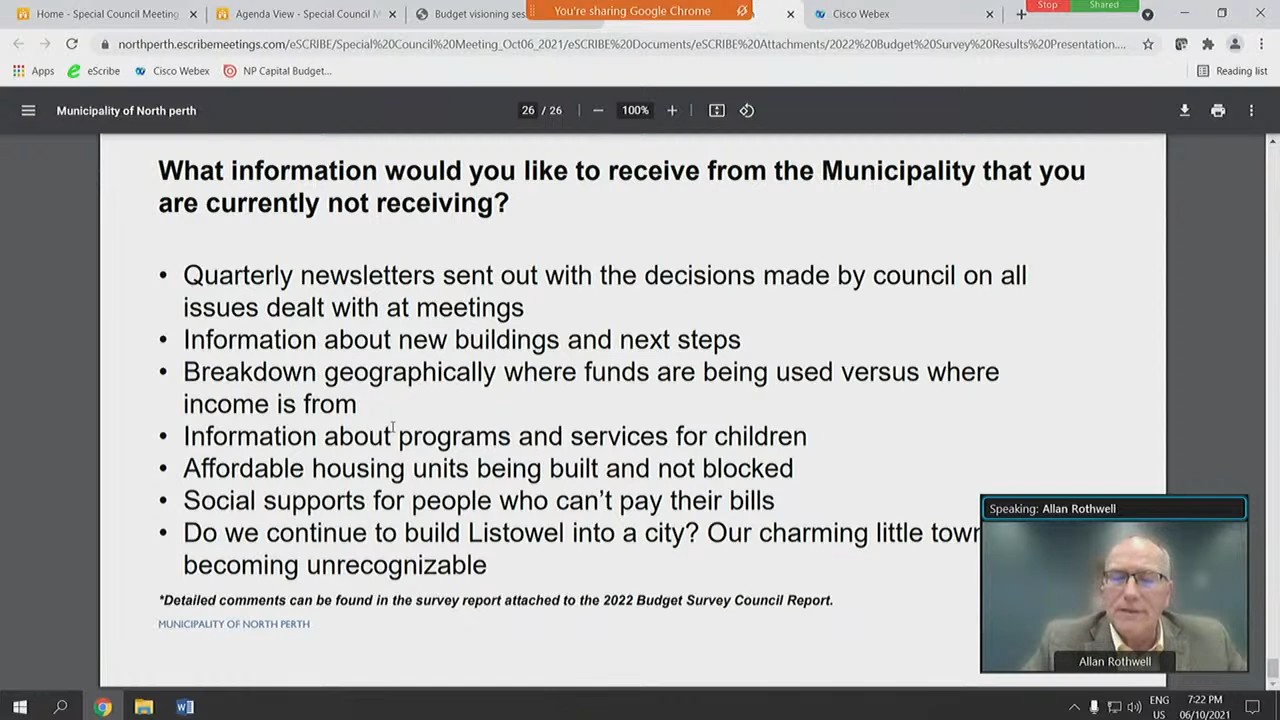 Home - Special Council Meeting
Agenda View - Special Council M
Budget visioning ses
You're sharing Google Chrome
Cisco Webex
Stop
Shared
northperth.escribemeetings.com/eSCRIBE/Special%20Council%20Meeting_Oct06_2021/eSCRIBE%20Documents/eSCRIBE%20Attachments/2022%20Budget%20Survey%20Results%20Presentation....
Apps
eScribe
Cisco Webex
NP Capital Budget...
Reading list
Municipality of North perth
26 / 26
100%
What information would you like to receive from the Municipality that you
are currently not receiving?
• Quarterly newsletters sent out with the decisions made by council on all
issues dealt with at meetings
• Information about new buildings and next steps
• Breakdown geographically where funds are being used versus where
income is from
• Information about programs and services for children
• Affordable housing units being built and not blocked
• Social supports for people who can't pay their bills
• Do we continue to build Listowel into a city? Our charming little town
becoming unrecognizable
*Detailed comments can be found in the survey report attached to the 2022 Budget Survey Council Report.
MUNICIPALITY OF NORTH PERTH
Speaking: Allan Rothwell
Allan Rothwell
ENG
US
7:22 PM
06/10/2021